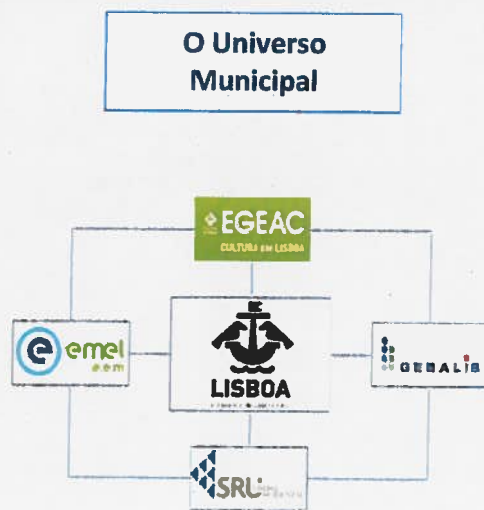 O Universo
Municipal
EGEAC
CULTURA EM LISBOA
e emel
e.e.m
LISBOA
GEBALIS
SRU